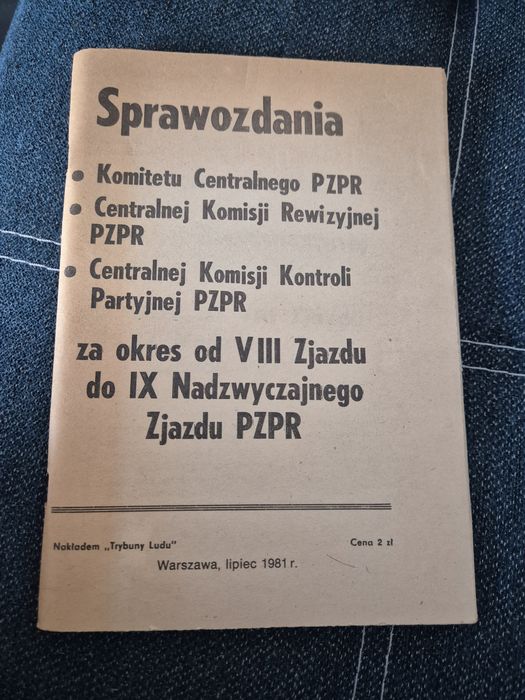 Sprawozdania
• Komitetu Centralnego PZPR
• Centralnej Komisji Rewizyjnej
PZPR
• Centralnej Komisji Kontroli
Partyjnej PZPR
za okres od VIII Zjazdu
do IX Nadzwyczajnego
Zjazdu PZPR
Nakładem „Trybuny Ludu" Cena 2 zł
Warszawa, lipiec 1981 r.